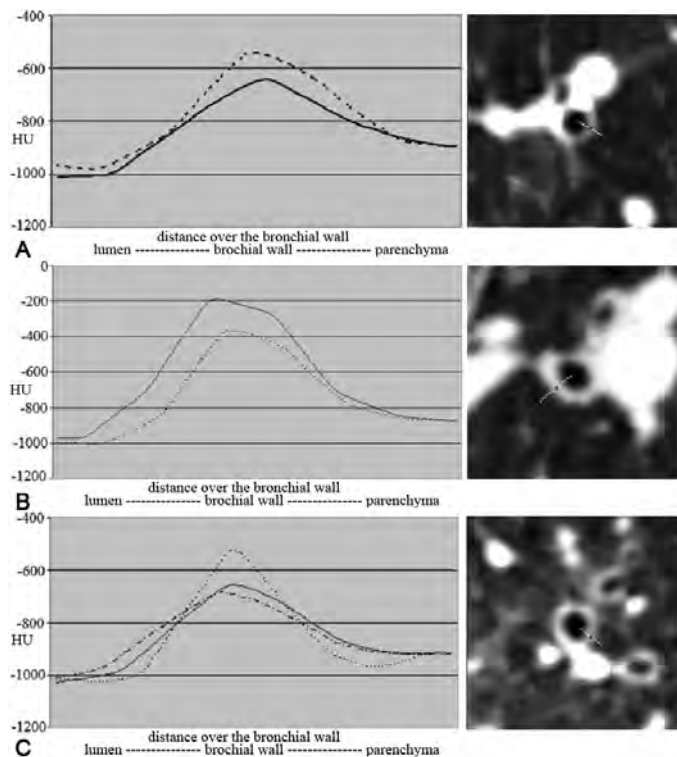 -400
-600
-800
HU
-1000
-1200
distance over the bronchial wall
A
lumen -------------- brochial wall -------------- parenchyma
0
-200
-400
-600
HU
-800
-1000
-1200
distance over the bronchial wall
B
lumen -------------- brochial wall -------------- parenchyma
-400
-600
-800
HU
-1000
-1200
distance over the bronchial wall
C
lumen -------------- brochial wall -------------- parenchyma